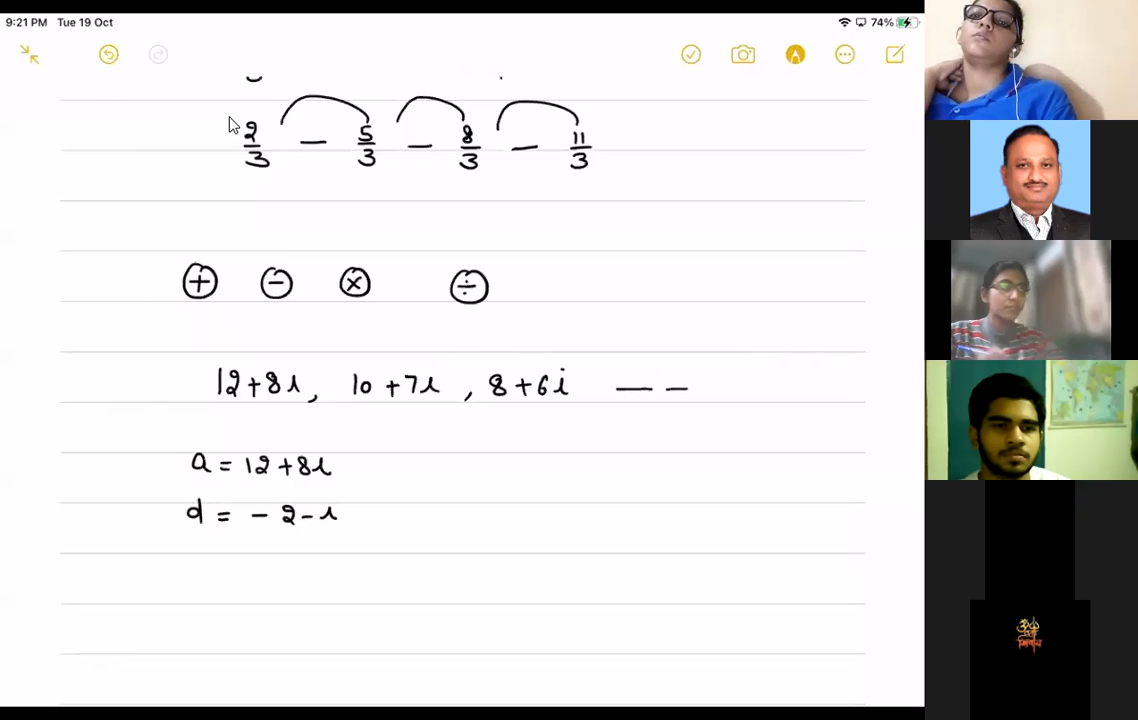 9:21 PM Tue 19 Oct 74%
2/3 — 5/3 — 8/3 — 11/3
+ − × ÷
12+8i, 10+7i, 8+6i — —
a = 12+8i
d = -2-i
ॐ